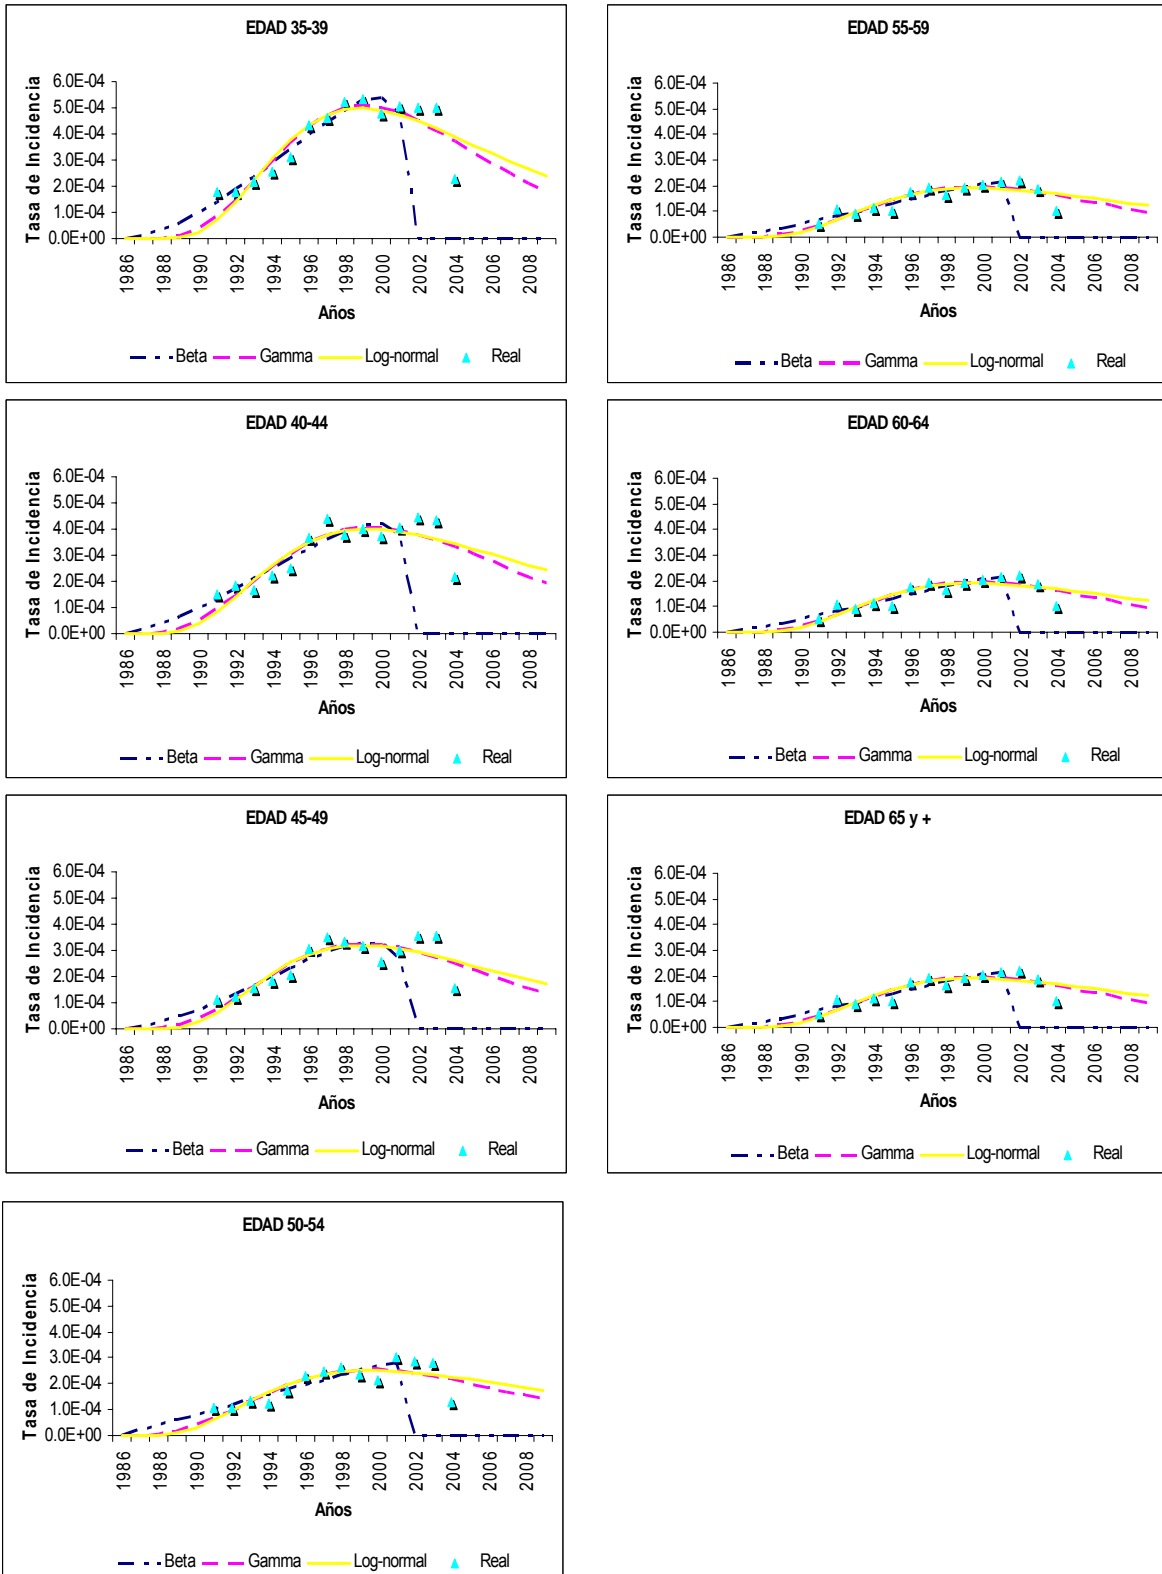 EDAD 35-39
Tasa de Incidencia
6.0E-04
5.0E-04
4.0E-04
3.0E-04
2.0E-04
1.0E-04
0.0E+00
1986 1988 1990 1992 1994 1996 1998 2000 2002 2004 2006 2008
Años
Beta Gamma Log-normal Real
EDAD 55-59
Tasa de Incidencia
6.0E-04
5.0E-04
4.0E-04
3.0E-04
2.0E-04
1.0E-04
0.0E+00
1986 1988 1990 1992 1994 1996 1998 2000 2002 2004 2006 2008
Años
Beta Gamma Log-normal Real
EDAD 40-44
Tasa de Incidencia
6.0E-04
5.0E-04
4.0E-04
3.0E-04
2.0E-04
1.0E-04
0.0E+00
1986 1988 1990 1992 1994 1996 1998 2000 2002 2004 2006 2008
Años
Beta Gamma Log-normal Real
EDAD 60-64
Tasa de Incidencia
6.0E-04
5.0E-04
4.0E-04
3.0E-04
2.0E-04
1.0E-04
0.0E+00
1986 1988 1990 1992 1994 1996 1998 2000 2002 2004 2006 2008
Años
Beta Gamma Log-normal Real
EDAD 45-49
Tasa de Incidencia
6.0E-04
5.0E-04
4.0E-04
3.0E-04
2.0E-04
1.0E-04
0.0E+00
1986 1988 1990 1992 1994 1996 1998 2000 2002 2004 2006 2008
Años
Beta Gamma Log-normal Real
EDAD 65 y +
Tasa de Incidencia
6.0E-04
5.0E-04
4.0E-04
3.0E-04
2.0E-04
1.0E-04
0.0E+00
1986 1988 1990 1992 1994 1996 1998 2000 2002 2004 2006 2008
Años
Beta Gamma Log-normal Real
EDAD 50-54
Tasa de Incidencia
6.0E-04
5.0E-04
4.0E-04
3.0E-04
2.0E-04
1.0E-04
0.0E+00
1986 1988 1990 1992 1994 1996 1998 2000 2002 2004 2006 2008
Años
Beta Gamma Log-normal Real